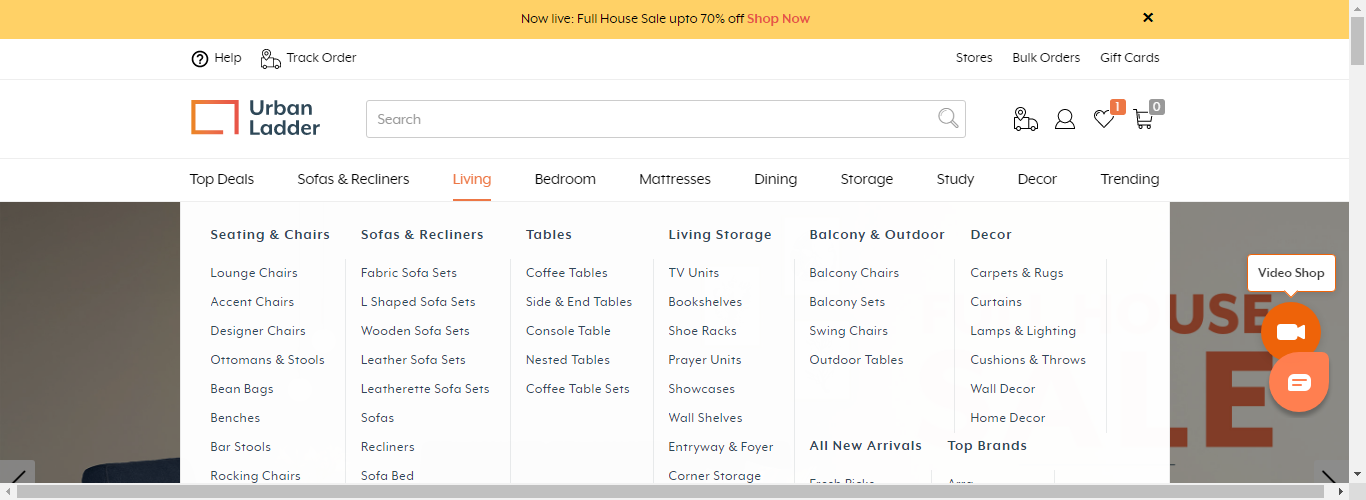 Now live: Full House Sale upto 70% off Shop Now
Help
Track Order
Stores
Bulk Orders
Gift Cards
Urban
Ladder
Search
1
0
Top Deals
Sofas & Recliners
Living
Bedroom
Mattresses
Dining
Storage
Study
Decor
Trending
Seating & Chairs
Lounge Chairs
Accent Chairs
Designer Chairs
Ottomans & Stools
Bean Bags
Benches
Bar Stools
Rocking Chairs
Sofas & Recliners
Fabric Sofa Sets
L Shaped Sofa Sets
Wooden Sofa Sets
Leather Sofa Sets
Leatherette Sofa Sets
Sofas
Recliners
Sofa Bed
Tables
Coffee Tables
Side & End Tables
Console Table
Nested Tables
Coffee Table Sets
Living Storage
TV Units
Bookshelves
Shoe Racks
Prayer Units
Showcases
Wall Shelves
Entryway & Foyer
Corner Storage
Balcony & Outdoor
Balcony Chairs
Balcony Sets
Swing Chairs
Outdoor Tables
All New Arrivals
Fresh Picks
Decor
Carpets & Rugs
Curtains
Lamps & Lighting
Cushions & Throws
Wall Decor
Home Decor
Top Brands
Video Shop